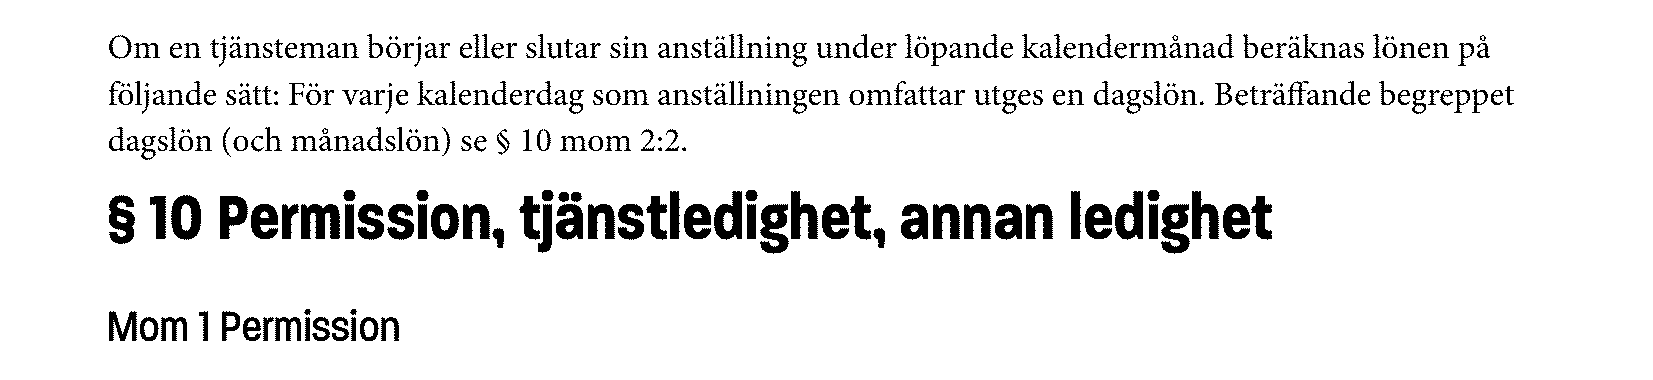 Om en tjänsteman börjar eller slutar sin anställning under löpande kalendermånad beräknas lönen på
följande sätt: För varje kalenderdag som anställningen omfattar utges en dagslön. Beträffande begreppet
dagslön (och månadslön) se § 10 mom 2:2.
§ 10 Permission, tjänstledighet, annan ledighet
Mom 1 Permission